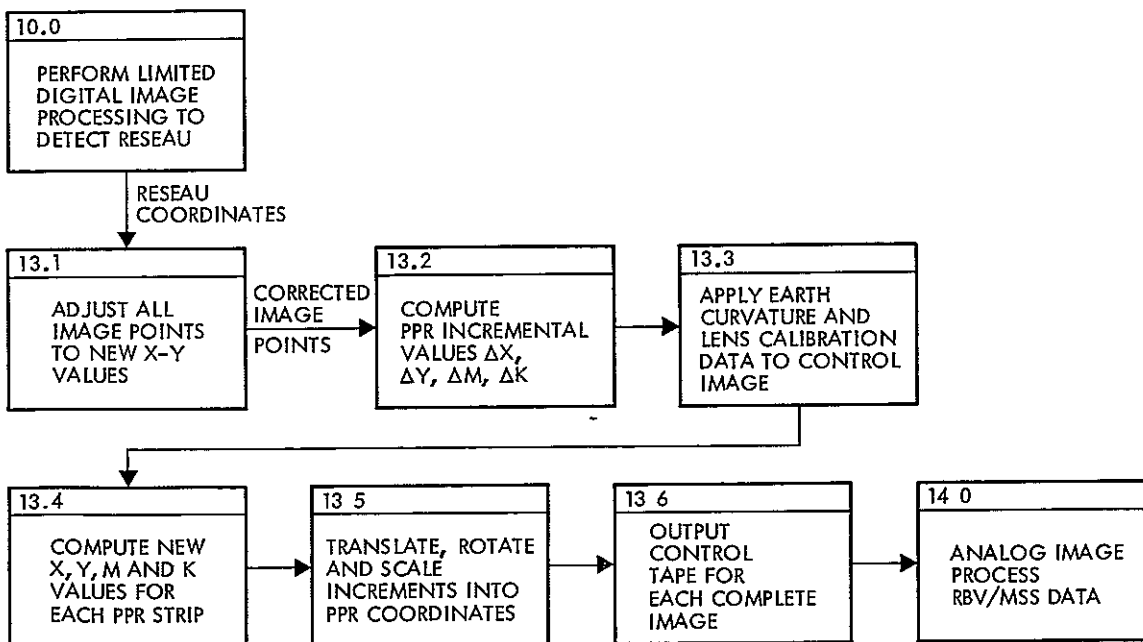 10.0
PERFORM LIMITED
DIGITAL IMAGE
PROCESSING TO
DETECT RESEAU
RESEAU
COORDINATES
13.1
ADJUST ALL
IMAGE POINTS
TO NEW X-Y
VALUES
CORRECTED
IMAGE
POINTS
13.2
COMPUTE
PPR INCREMENTAL
VALUES ΔX,
ΔY, ΔM, ΔK
13.3
APPLY EARTH
CURVATURE AND
LENS CALIBRATION
DATA TO CONTROL
IMAGE
13.4
COMPUTE NEW
X, Y, M AND K
VALUES FOR
EACH PPR STRIP
13 5
TRANSLATE, ROTATE
AND SCALE
INCREMENTS INTO
PPR COORDINATES
13 6
OUTPUT
CONTROL
TAPE FOR
EACH COMPLETE
IMAGE
14 0
ANALOG IMAGE
PROCESS
RBV/MSS DATA